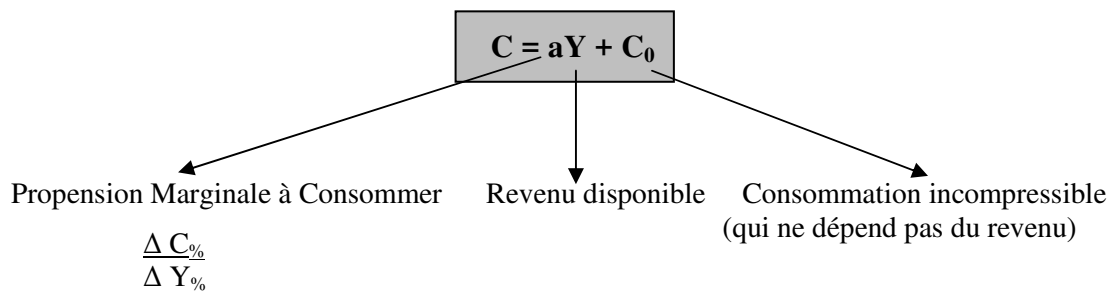 C = aY + C₀
Propension Marginale à Consommer Revenu disponible Consommation incompressible
(qui ne dépend pas du revenu)
Δ C%
Δ Y%